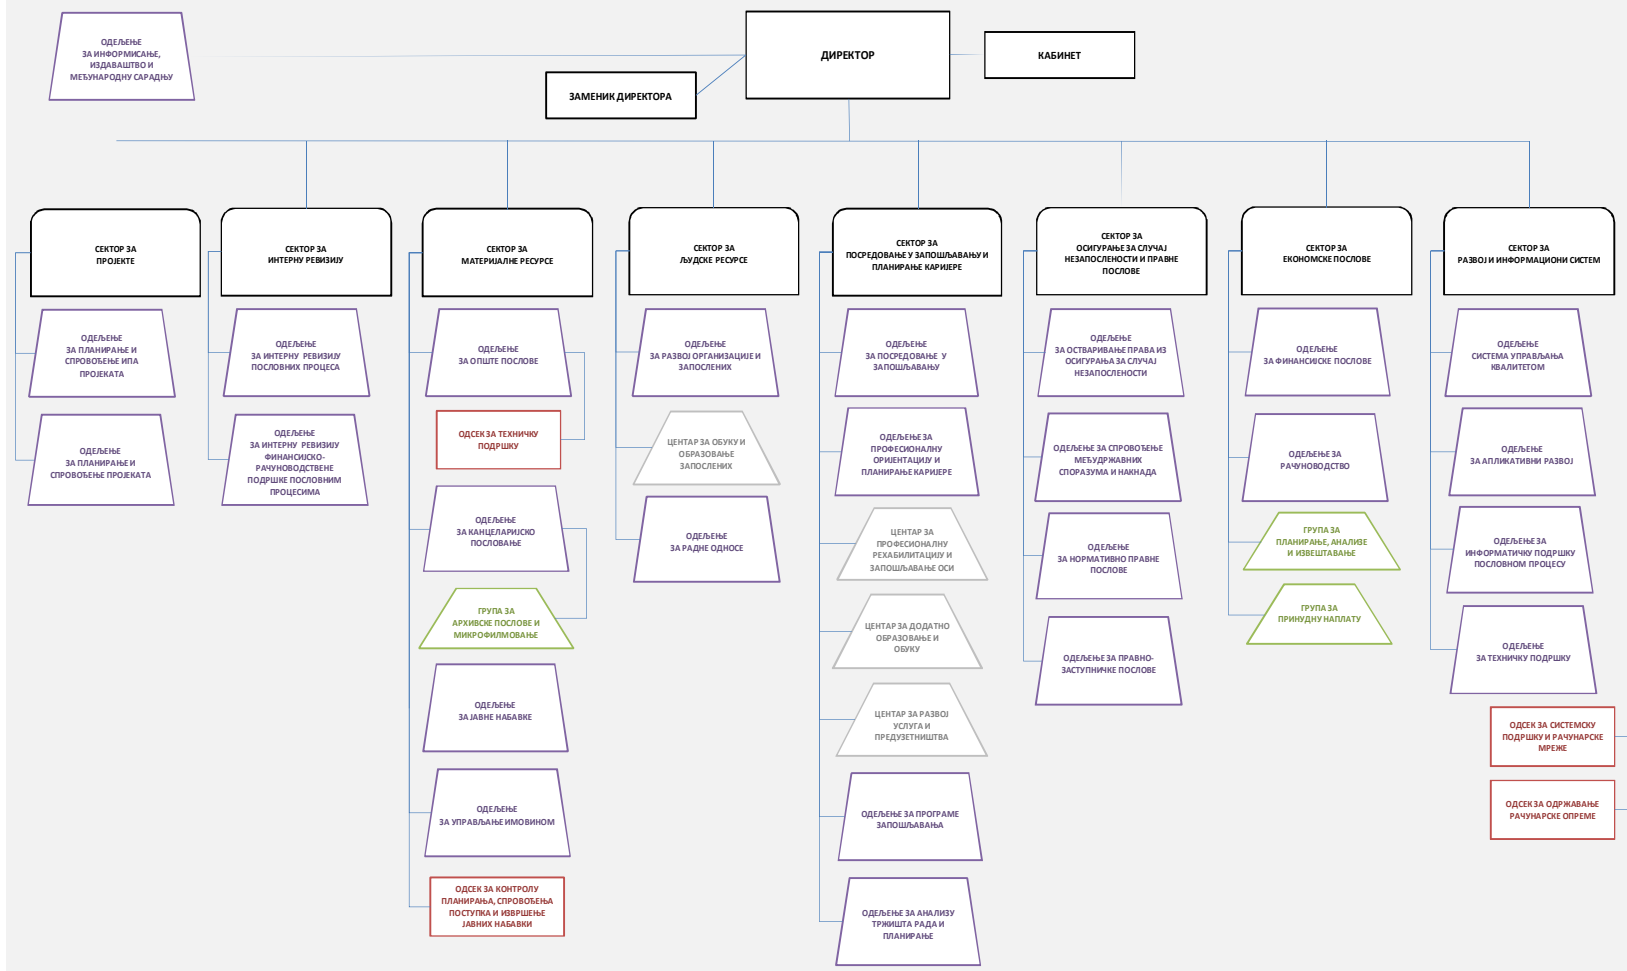 ОДЕЉЕЊЕ
ЗА ИНФОРМИСАЊЕ,
ИЗДАВАШТВО И
МЕЂУНАРОДНУ САРАДЊУ
ДИРЕКТОР
КАБИНЕТ
ЗАМЕНИК ДИРЕКТОРА
СЕКТОР ЗА
ПРОЈЕКТЕ
ОДЕЉЕЊЕ
ЗА ПЛАНИРАЊЕ И
СПРОВОЂЕЊЕ ИПА
ПРОЈЕКАТА
ОДЕЉЕЊЕ
ЗА ПЛАНИРАЊЕ И
СПРОВОЂЕЊЕ ПРОЈЕКАТА
СЕКТОР ЗА
ИНТЕРНУ РЕВИЗИЈУ
ОДЕЉЕЊЕ
ЗА ИНТЕРНУ РЕВИЗИЈУ
ПОСЛОВНИХ ПРОЦЕСА
ОДЕЉЕЊЕ
ЗА ИНТЕРНУ РЕВИЗИЈУ
ФИНАНСИЈСКО-
РАЧУНОВОДСТВЕНЕ
ПОДРШКЕ ПОСЛОВНИМ
ПРОЦЕСИМА
СЕКТОР ЗА
МАТЕРИЈАЛНЕ РЕСУРСЕ
ОДЕЉЕЊЕ
ЗА ОПШТЕ ПОСЛОВЕ
ОДСЕК ЗА ТЕХНИЧКУ
ПОДРШКУ
ОДЕЉЕЊЕ
ЗА КАНЦЕЛАРИЈСКО
ПОСЛОВАЊЕ
ГРУПА ЗА
АРХИВСКЕ ПОСЛОВЕ И
МИКРОФИЛМОВАЊЕ
ОДЕЉЕЊЕ
ЗА ЈАВНЕ НАБАВКЕ
ОДЕЉЕЊЕ
ЗА УПРАВЉАЊЕ ИМОВИНОМ
ОДСЕК ЗА КОНТРОЛУ
ПЛАНИРАЊА, СПРОВОЂЕЊА
ПОСТУПКА И ИЗВРШЕЊЕ
ЈАВНИХ НАБАВКИ
СЕКТОР ЗА
ЉУДСКЕ РЕСУРСЕ
ОДЕЉЕЊЕ
ЗА РАЗВОЈ ОРГАНИЗАЦИЈЕ И
ЗАПОСЛЕНИХ
ЦЕНТАР ЗА ОБУКУ И
ОБРАЗОВАЊЕ
ЗАПОСЛЕНИХ
ОДЕЉЕЊЕ
ЗА РАДНЕ ОДНОСЕ
СЕКТОР ЗА
ПОСРЕДОВАЊЕ У ЗАПОШЉАВАЊУ И
ПЛАНИРАЊЕ КАРИЈЕРЕ
ОДЕЉЕЊЕ
ЗА ПОСРЕДОВАЊЕ У
ЗАПОШЉАВАЊУ
ОДЕЉЕЊЕ ЗА
ПРОФЕСИОНАЛНУ
ОРИЈЕНТАЦИЈУ И
ПЛАНИРАЊЕ КАРИЈЕРЕ
ЦЕНТАР ЗА
ПРОФЕСИОНАЛНУ
РЕХАБИЛИТАЦИЈУ И
ЗАПОШЉАВАЊЕ ОСИ
ЦЕНТАР ЗА ДОДАТНО
ОБРАЗОВАЊЕ И
ОБУКУ
ЦЕНТАР ЗА РАЗВОЈ
УСЛУГА И
ПРЕДУЗЕТНИШТВА
ОДЕЉЕЊЕ ЗА ПРОГРАМЕ
ЗАПОШЉАВАЊА
ОДЕЉЕЊЕ ЗА АНАЛИЗУ
ТРЖИШТА РАДА И
ПЛАНИРАЊЕ
СЕКТОР ЗА
ОСИГУРАЊЕ ЗА СЛУЧАЈ
НЕЗАПОСЛЕНОСТИ И ПРАВНЕ
ПОСЛОВЕ
ОДЕЉЕЊЕ
ЗА ОСТВАРИВАЊЕ ПРАВА ИЗ
ОСИГУРАЊА ЗА СЛУЧАЈ
НЕЗАПОСЛЕНОСТИ
ОДЕЉЕЊЕ ЗА СПРОВОЂЕЊЕ
МЕЂУДРЖАВНИХ
СПОРАЗУМА И НАКНАДА
ОДЕЉЕЊЕ
ЗА НОРМАТИВНО ПРАВНЕ
ПОСЛОВЕ
ОДЕЉЕЊЕ ЗА ПРАВНО-
ЗАСТУПНИЧКЕ ПОСЛОВЕ
СЕКТОР ЗА
ЕКОНОМСКЕ ПОСЛОВЕ
ОДЕЉЕЊЕ
ЗА ФИНАНСИСКЕ ПОСЛОВЕ
ОДЕЉЕЊЕ ЗА
РАЧУНОВОДСТВО
ГРУПА ЗА
ПЛАНИРАЊЕ, АНАЛИЗЕ
И ИЗВЕШТАВАЊЕ
ГРУПА ЗА
ПРИНУДНУ НАПЛАТУ
СЕКТОР ЗА
РАЗВОЈ И ИНФОРМАЦИОНИ СИСТЕМ
ОДЕЉЕЊЕ
СИСТЕМА УПРАВЉАЊА
КВАЛИТЕТОМ
ОДЕЉЕЊЕ
ЗА АПЛИКАТИВНИ РАЗВОЈ
ОДЕЉЕЊЕ ЗА
ИНФОРМАТИЧКУ ПОДРШКУ
ПОСЛОВНОМ ПРОЦЕСУ
ОДЕЉЕЊЕ
ЗА ТЕХНИЧКУ ПОДРШКУ
ОДСЕК ЗА СИСТЕМСКУ
ПОДРШКУ И РАЧУНАРСКЕ
МРЕЖЕ
ОДСЕК ЗА ОДРЖАВАЊЕ
РАЧУНАРСКЕ ОПРЕМЕ